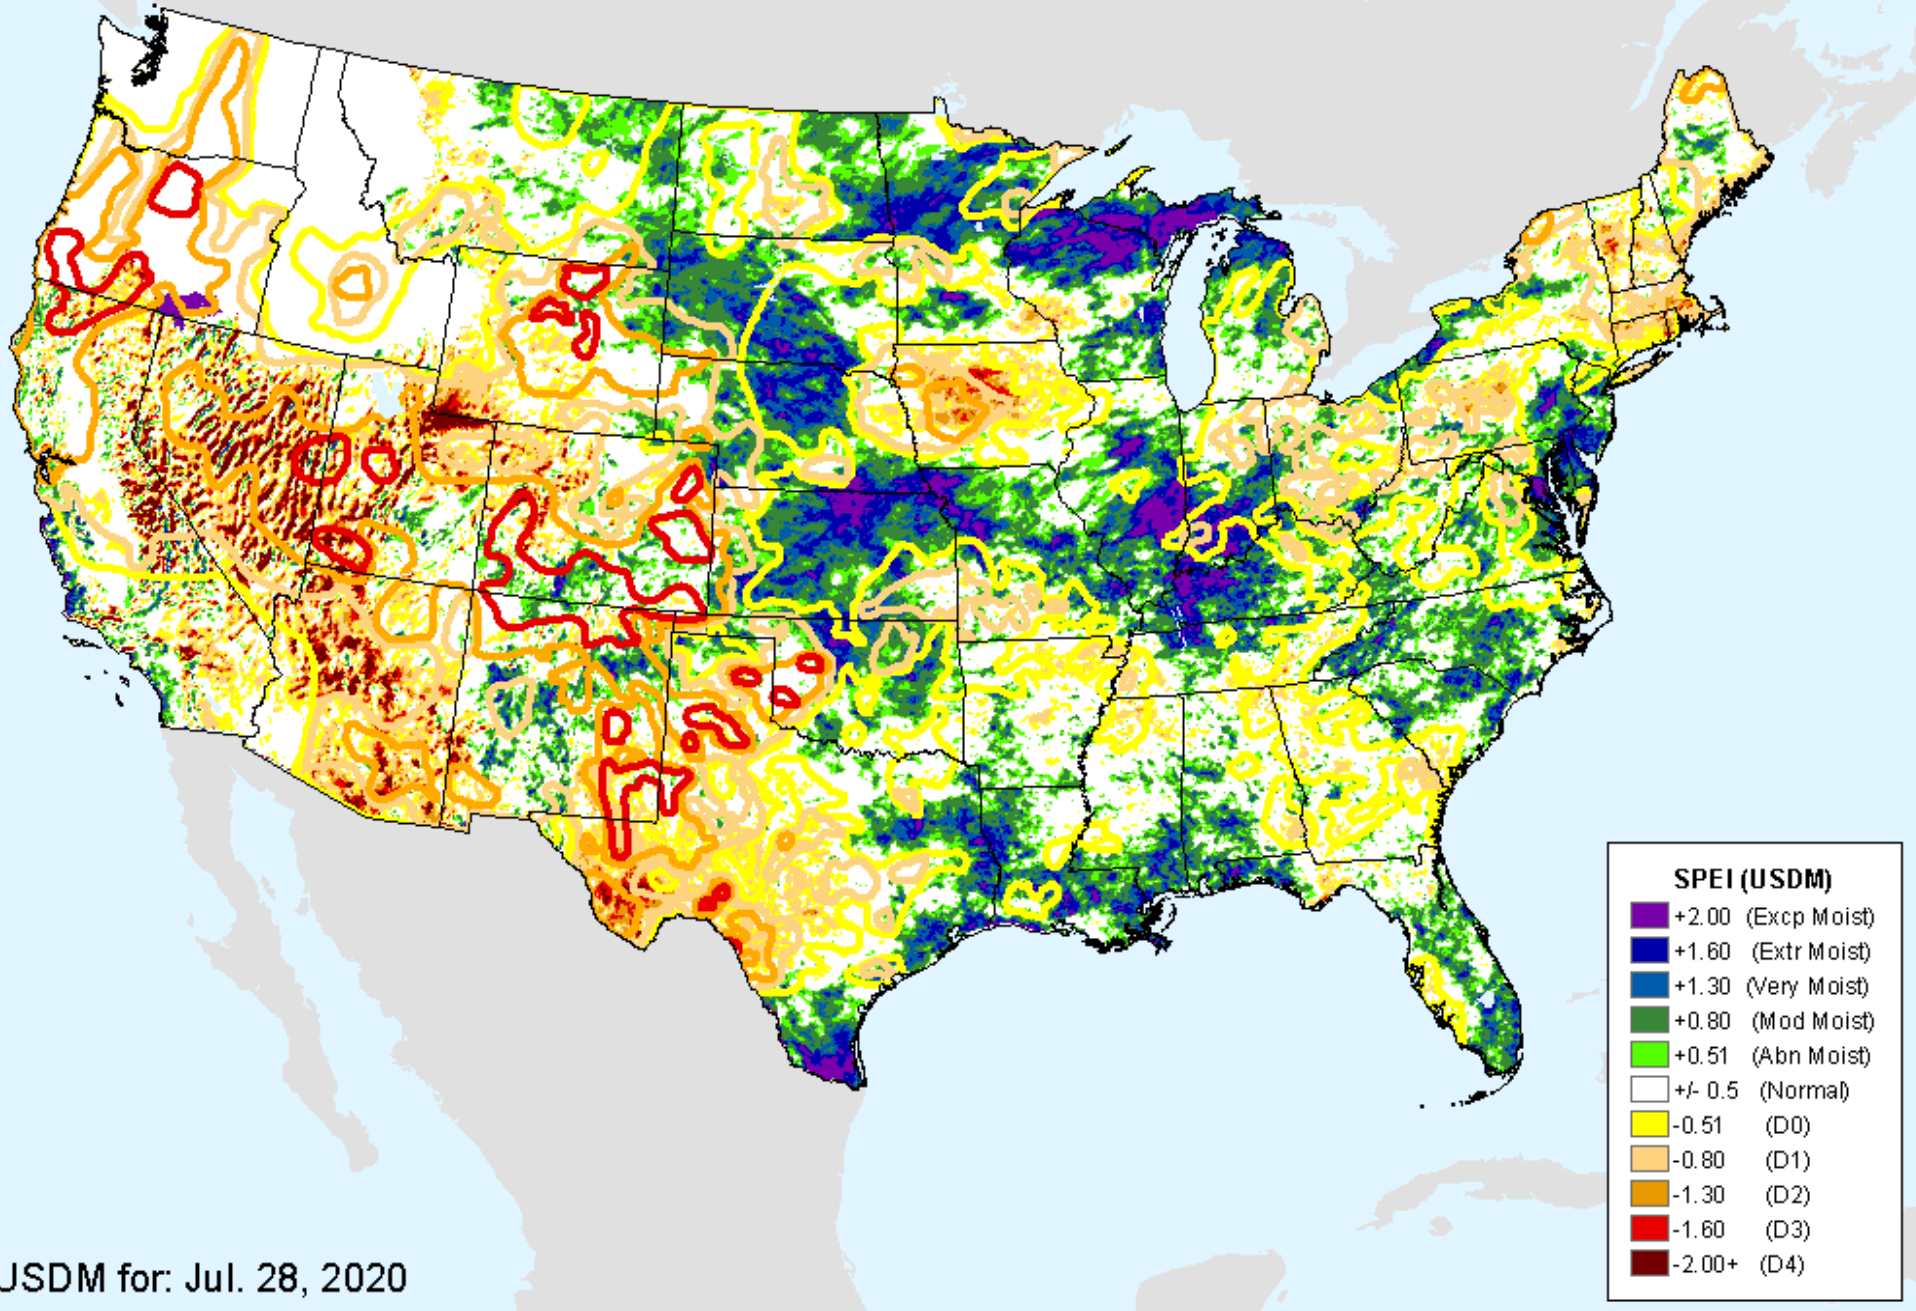 SPEI (USDM)
+2.00 (Excp Moist)
+1.60 (Extr Moist)
+1.30 (Very Moist)
+0.80 (Mod Moist)
+0.51 (Abn Moist)
+/- 0.5 (Normal)
-0.51 (D0)
-0.80 (D1)
-1.30 (D2)
-1.60 (D3)
-2.00+ (D4)
USDM for: Jul. 28, 2020